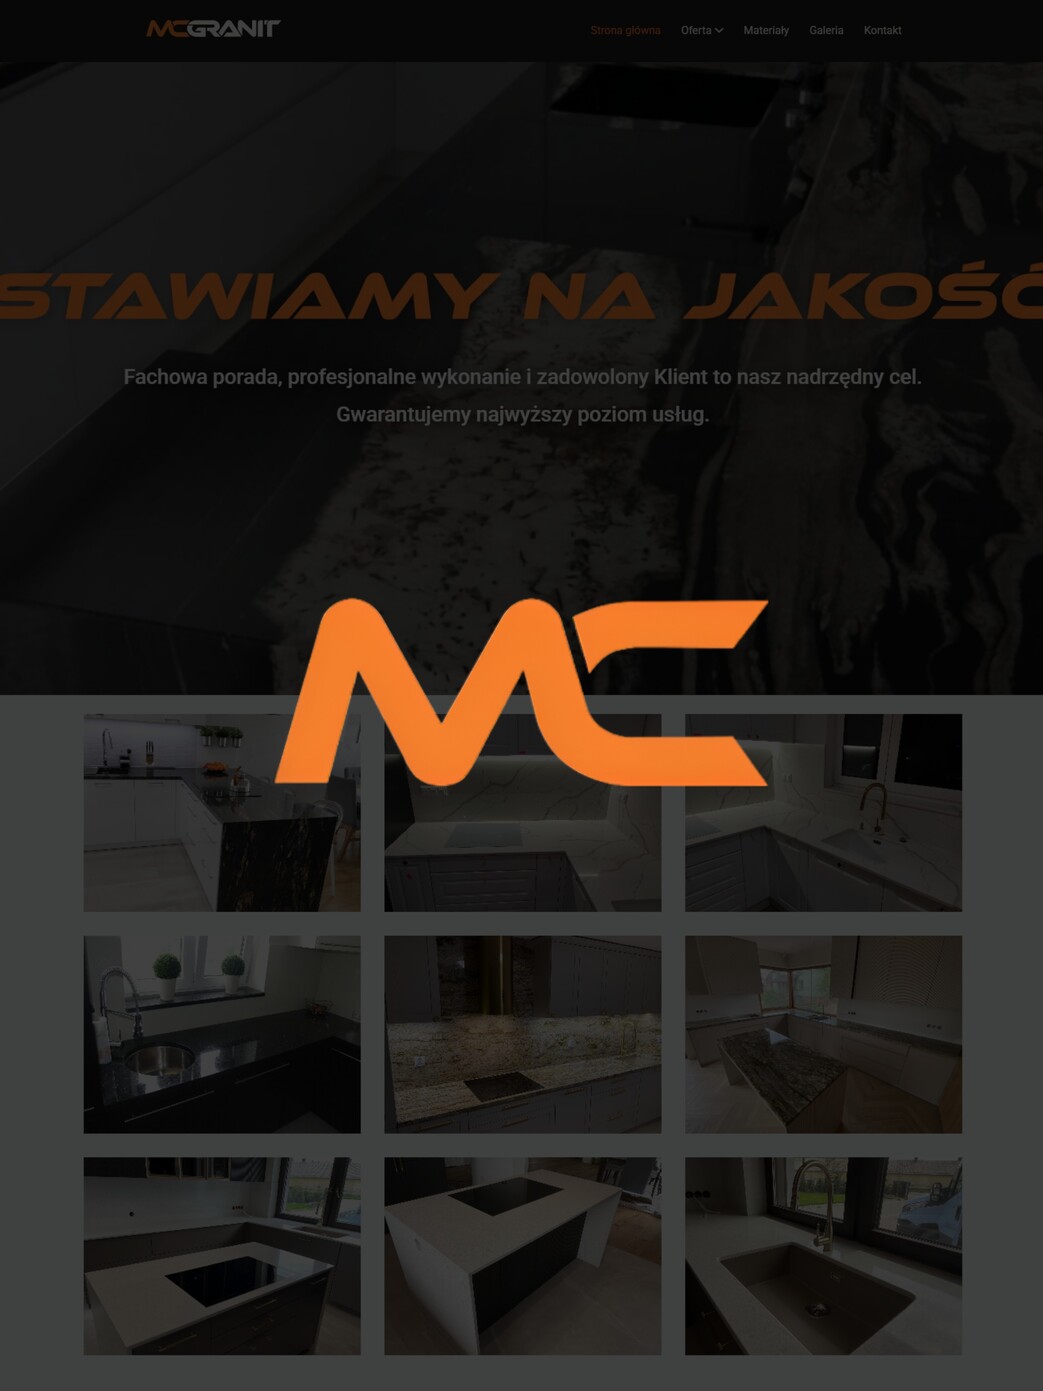 MCGRANIT
Strona główna Oferta Materiały Galeria Kontakt
STAWIAMY NA JAKOŚĆ
Fachowa porada, profesjonalne wykonanie i zadowolony Klient to nasz nadrzędny cel.
Gwarantujemy najwyższy poziom usług.
MC